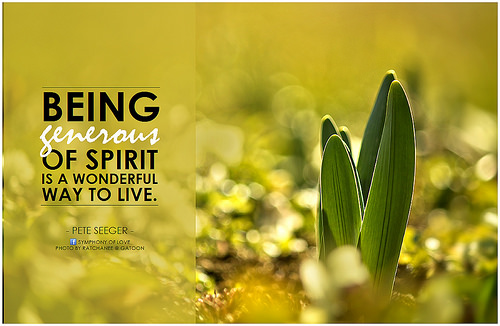 BEING
generous
OF SPIRIT
IS A WONDERFUL
WAY TO LIVE.
- PETE SEEGER -
SYMPHONY OF LOVE
PHOTO BY RATCHANEE @ GATOON